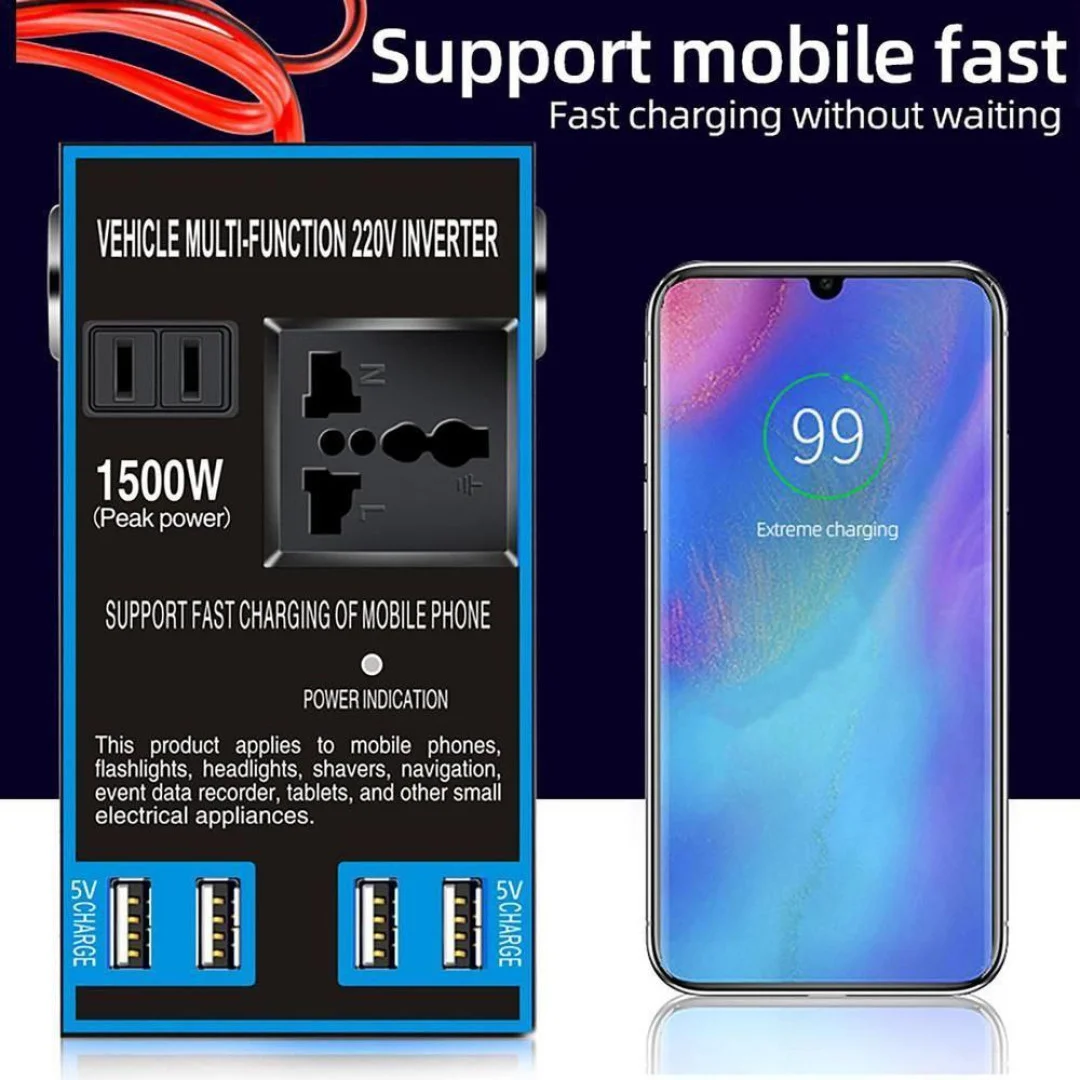 Support mobile fast
Fast charging without waiting
VEHICLE MULTI-FUNCTION 220V INVERTER
N
L
1500W
(Peak power)
SUPPORT FAST CHARGING OF MOBILE PHONE
POWER INDICATION
This product applies to mobile phones,
flashlights, headlights, shavers, navigation,
event data recorder, tablets, and other small
electrical appliances.
5V CHARGE
5V CHARGE
99
Extreme charging